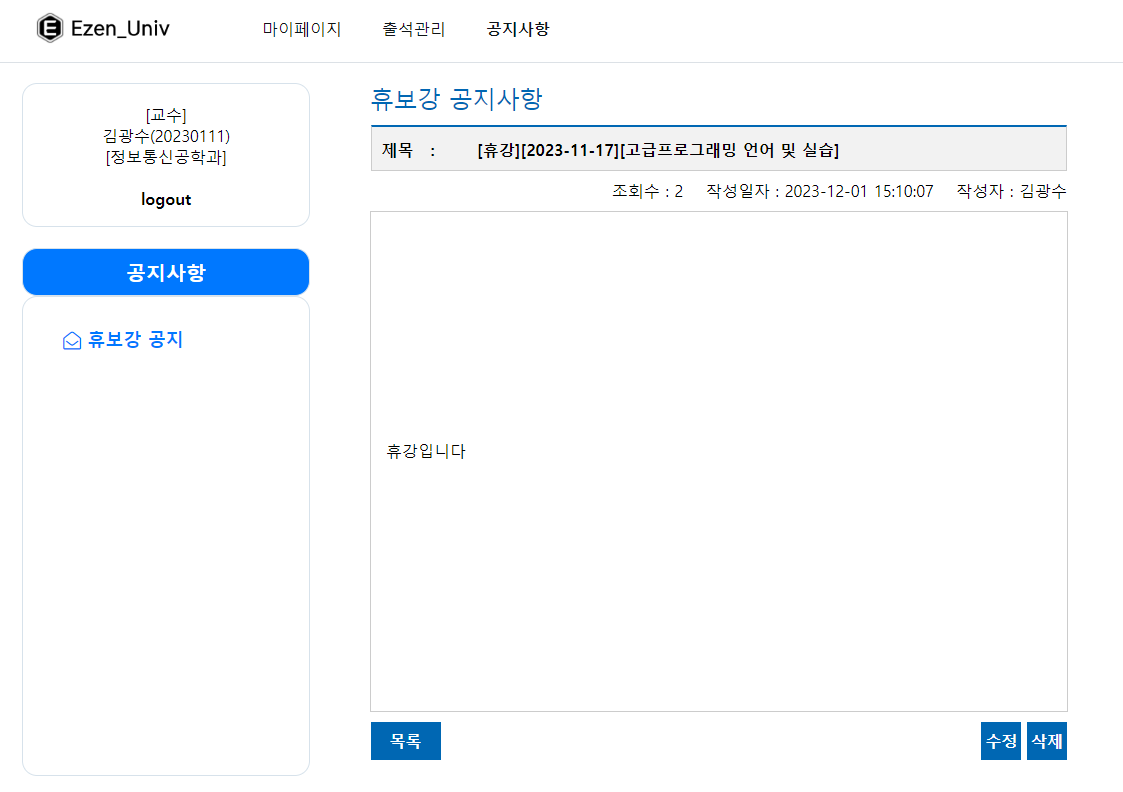 Ezen_Univ 마이페이지 출석관리 공지사항
[교수]
김광수(20230111)
[정보통신공학과]
logout
공지사항
휴보강 공지
휴보강 공지사항
제목 : [휴강][2023-11-17][고급프로그래밍 언어 및 실습]
조회수 : 2 작성일자 : 2023-12-01 15:10:07 작성자 : 김광수
휴강입니다
목록 수정 삭제